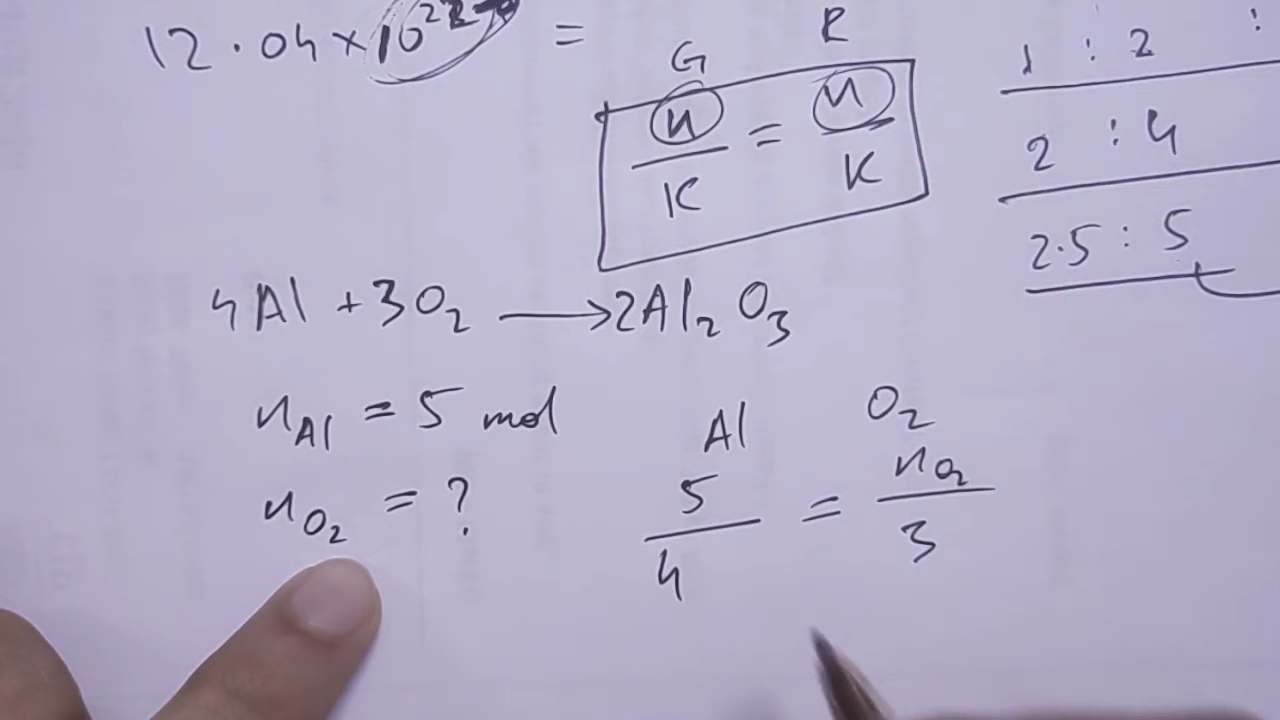 12.04 × 10²² =
G R
n/K = n/K
1 : 2 :
2 : 4
2.5 : 5
4Al + 3O₂ → 2Al₂O₃
n_Al = 5 mol
n_O₂ = ?
Al O₂
5/4 = n_O₂/3